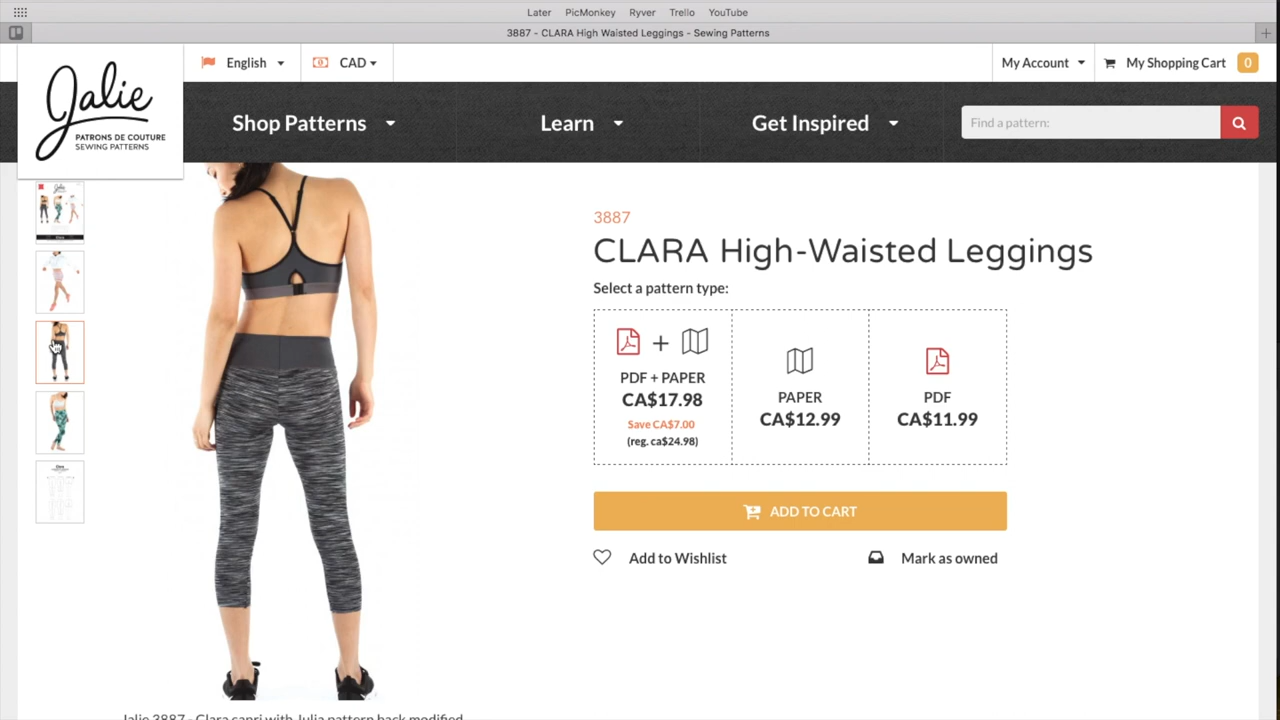 Later PicMonkey Ryver Trello YouTube
3887 - CLARA High Waisted Leggings - Sewing Patterns
English CAD My Account My Shopping Cart 0
Jalie
PATRONS DE COUTURE
SEWING PATTERNS
Shop Patterns Learn Get Inspired Find a pattern:
3887
CLARA High-Waisted Leggings
Select a pattern type:
PDF + PAPER
CA$17.98
Save CA$7.00
(reg. ca$24.98)
PAPER
CA$12.99
PDF
CA$11.99
ADD TO CART
Add to Wishlist Mark as owned
Jalie 3887 - Clara capri with Julia pattern back modified